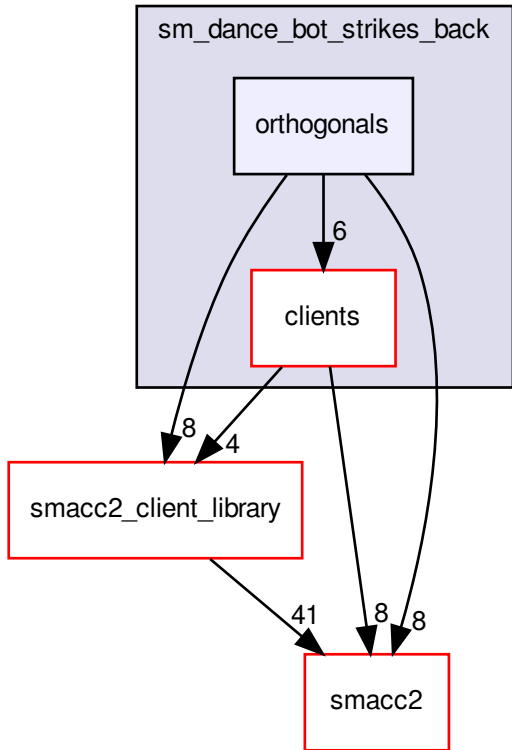 sm_dance_bot_strikes_back
orthogonals
6
clients
8
4
smacc2_client_library
41
8
8
smacc2